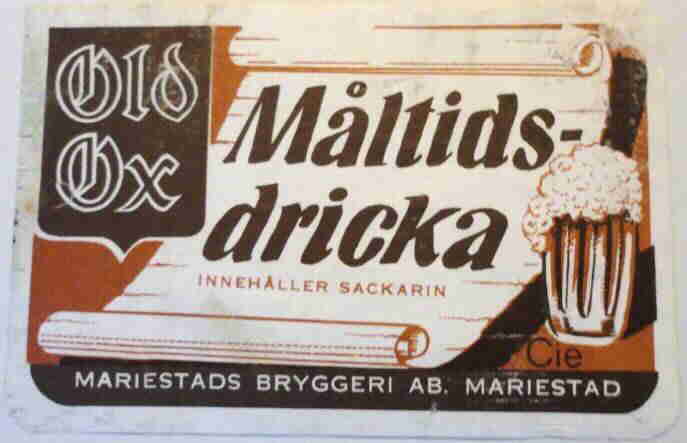 Old
Ox
Måltids-
dricka
INNEHÅLLER SACKARIN
Cie
MARIESTADS BRYGGERI AB. MARIESTAD